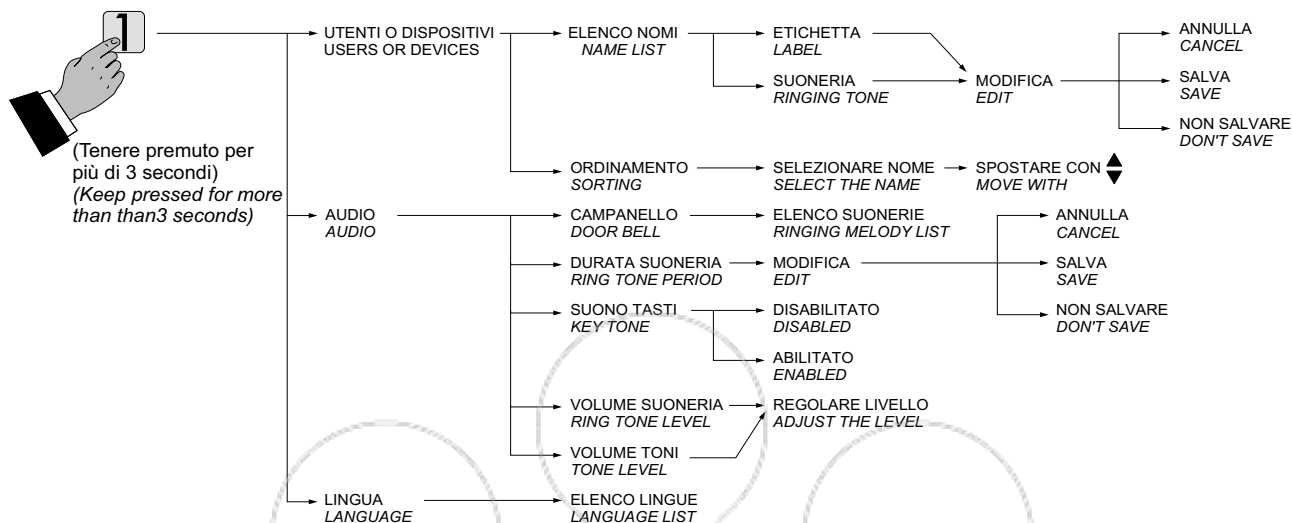 1
(Tenere premuto per
più di 3 secondi)
(Keep pressed for more
than than3 seconds)
UTENTI O DISPOSITIVI
USERS OR DEVICES
ELENCO NOMI
NAME LIST
ETICHETTA
LABEL
SUONERIA
RINGING TONE
MODIFICA
EDIT
ANNULLA
CANCEL
SALVA
SAVE
NON SALVARE
DON'T SAVE
ORDINAMENTO
SORTING
SELEZIONARE NOME
SELECT THE NAME
SPOSTARE CON
MOVE WITH
AUDIO
AUDIO
CAMPANELLO
DOOR BELL
ELENCO SUONERIE
RINGING MELODY LIST
DURATA SUONERIA
RING TONE PERIOD
MODIFICA
EDIT
ANNULLA
CANCEL
SALVA
SAVE
NON SALVARE
DON'T SAVE
SUONO TASTI
KEY TONE
DISABILITATO
DISABLED
ABILITATO
ENABLED
VOLUME SUONERIA
RING TONE LEVEL
REGOLARE LIVELLO
ADJUST THE LEVEL
VOLUME TONI
TONE LEVEL
LINGUA
LANGUAGE
ELENCO LINGUE
LANGUAGE LIST